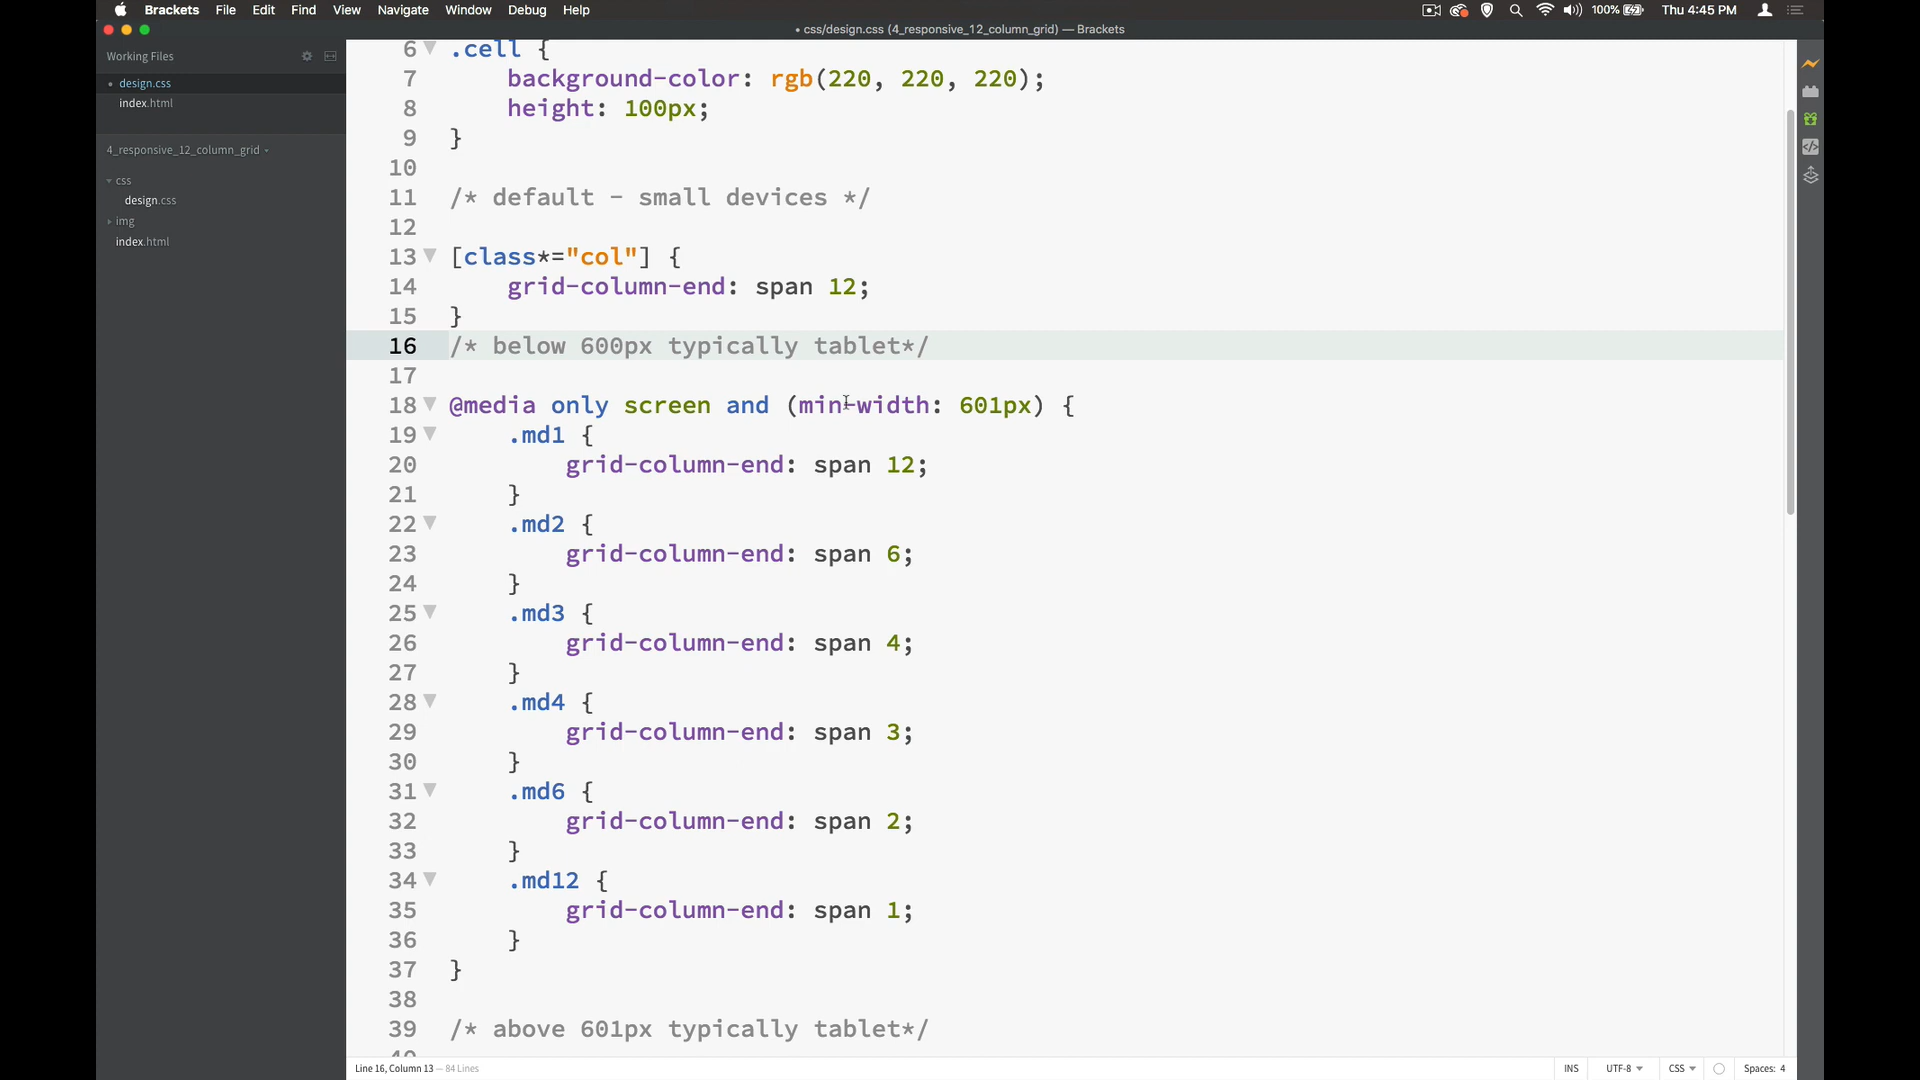 Brackets File Edit Find View Navigate Window Debug Help 100% Thu 4:45 PM
• css/design.css (4_responsive_12_column_grid) — Brackets
Working Files
• design.css
index.html
4_responsive_12_column_grid
css
design.css
img
index.html
6 .cell {
7 background-color: rgb(220, 220, 220);
8 height: 100px;
9 }
10
11 /* default - small devices */
12
13 [class*="col"] {
14 grid-column-end: span 12;
15 }
16 /* below 600px typically tablet*/
17
18 @media only screen and (min-width: 601px) {
19 .md1 {
20 grid-column-end: span 12;
21 }
22 .md2 {
23 grid-column-end: span 6;
24 }
25 .md3 {
26 grid-column-end: span 4;
27 }
28 .md4 {
29 grid-column-end: span 3;
30 }
31 .md6 {
32 grid-column-end: span 2;
33 }
34 .md12 {
35 grid-column-end: span 1;
36 }
37 }
38
39 /* above 601px typically tablet*/
40
Line 16, Column 13 — 84 Lines INS UTF-8 CSS Spaces: 4